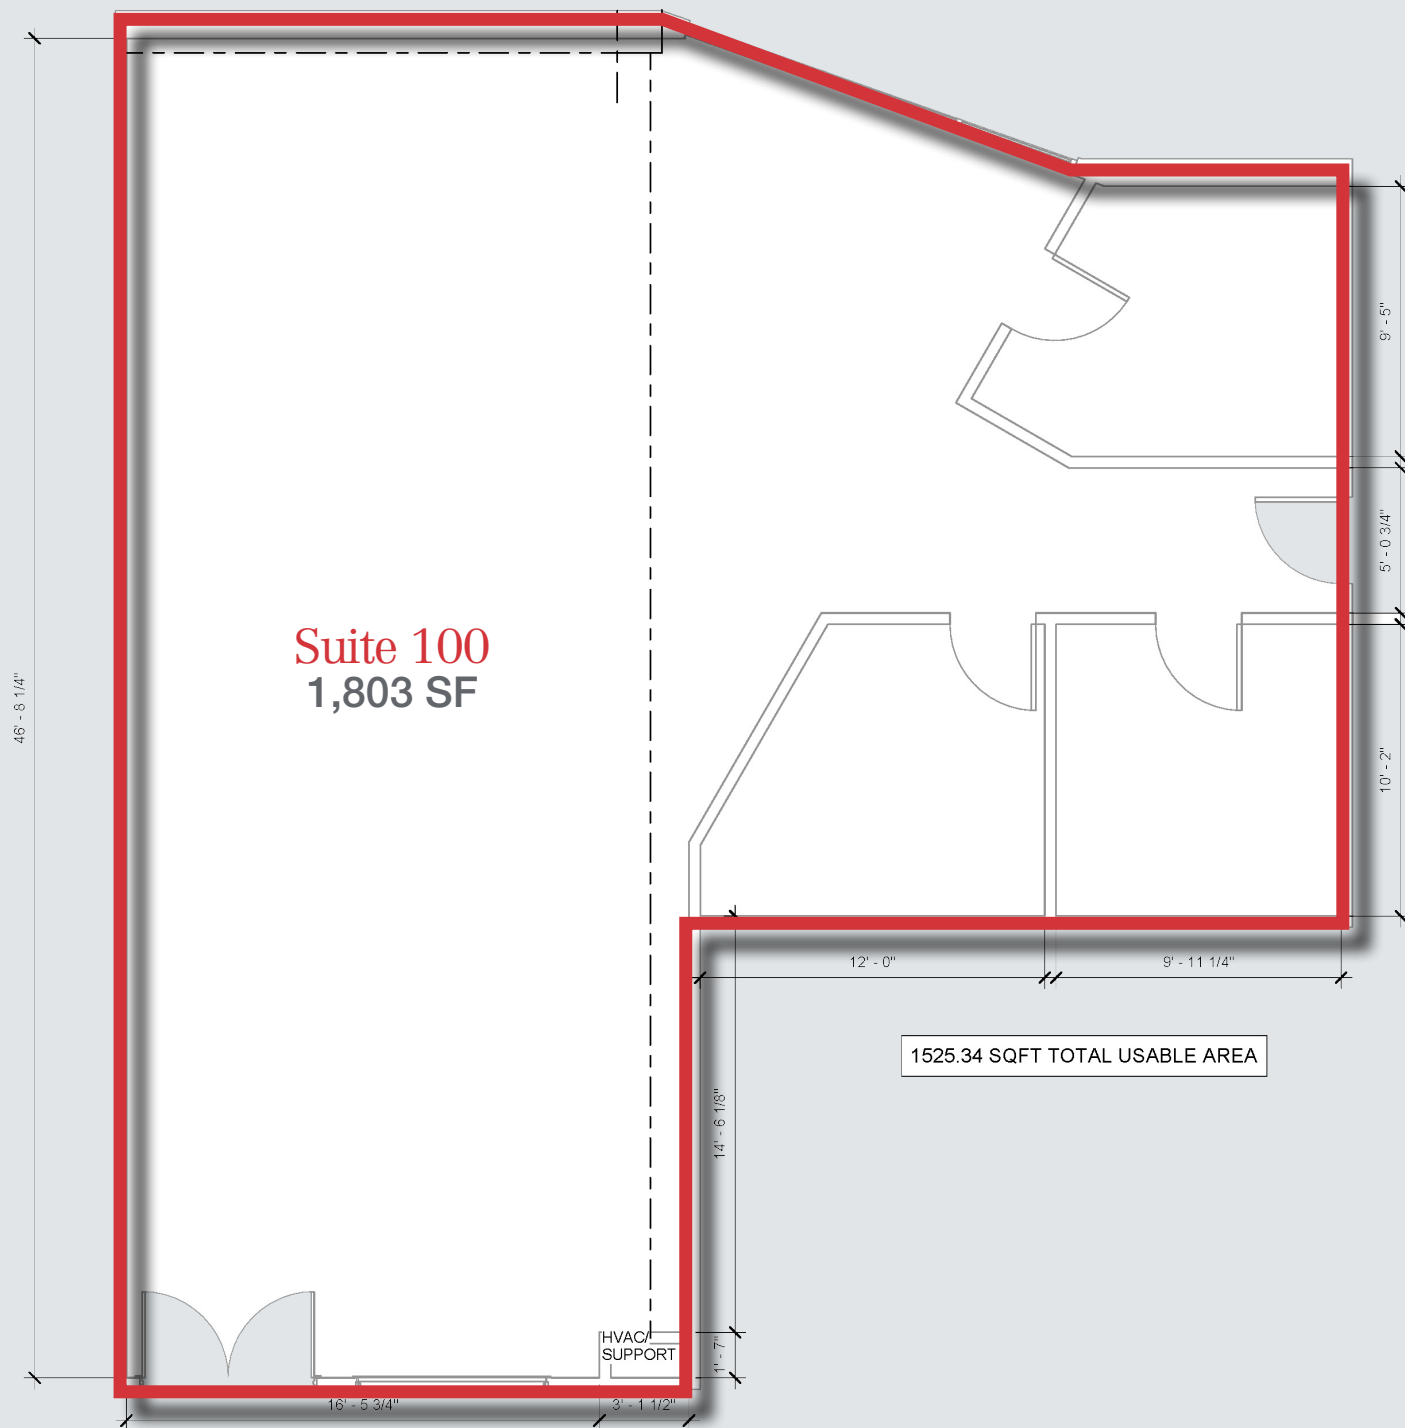 9' - 5"
5' - 0 3/4"
Suite 100
1,803 SF
46' - 8 1/4"
10' - 2"
12' - 0"
9' - 11 1/4"
1525.34 SQFT TOTAL USABLE AREA
14' - 6 1/8"
HVAC/
SUPPORT
1' - 7"
16' - 5 3/4"
3' - 1 1/2"